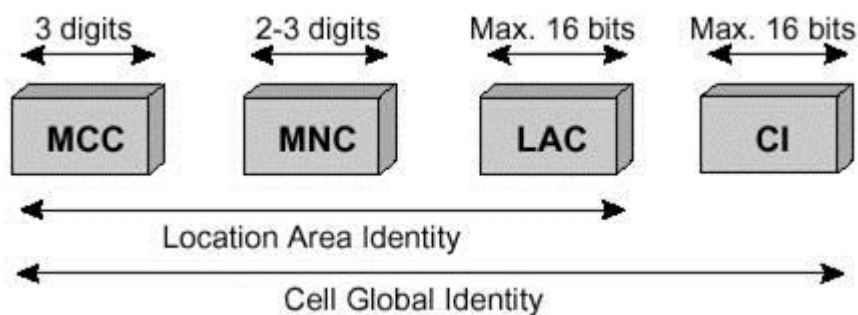 3 digits 2-3 digits Max. 16 bits Max. 16 bits
MCC MNC LAC CI
Location Area Identity
Cell Global Identity